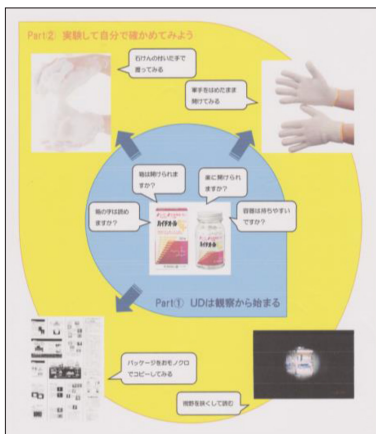 Part② 実験して自分で確かめてみよう
石けんの付いた手で
握ってみる
軍手をはめたまま
開けてみる
箱は開けられま
すか？
楽に開けられ
ますか？
箱の字は読め
ますか？
容器は持ちやすい
ですか？
ハイチオール
Part① UDは観察から始まる
パッケージをおモノクロ
でコピーしてみる
視野を狭くして読む